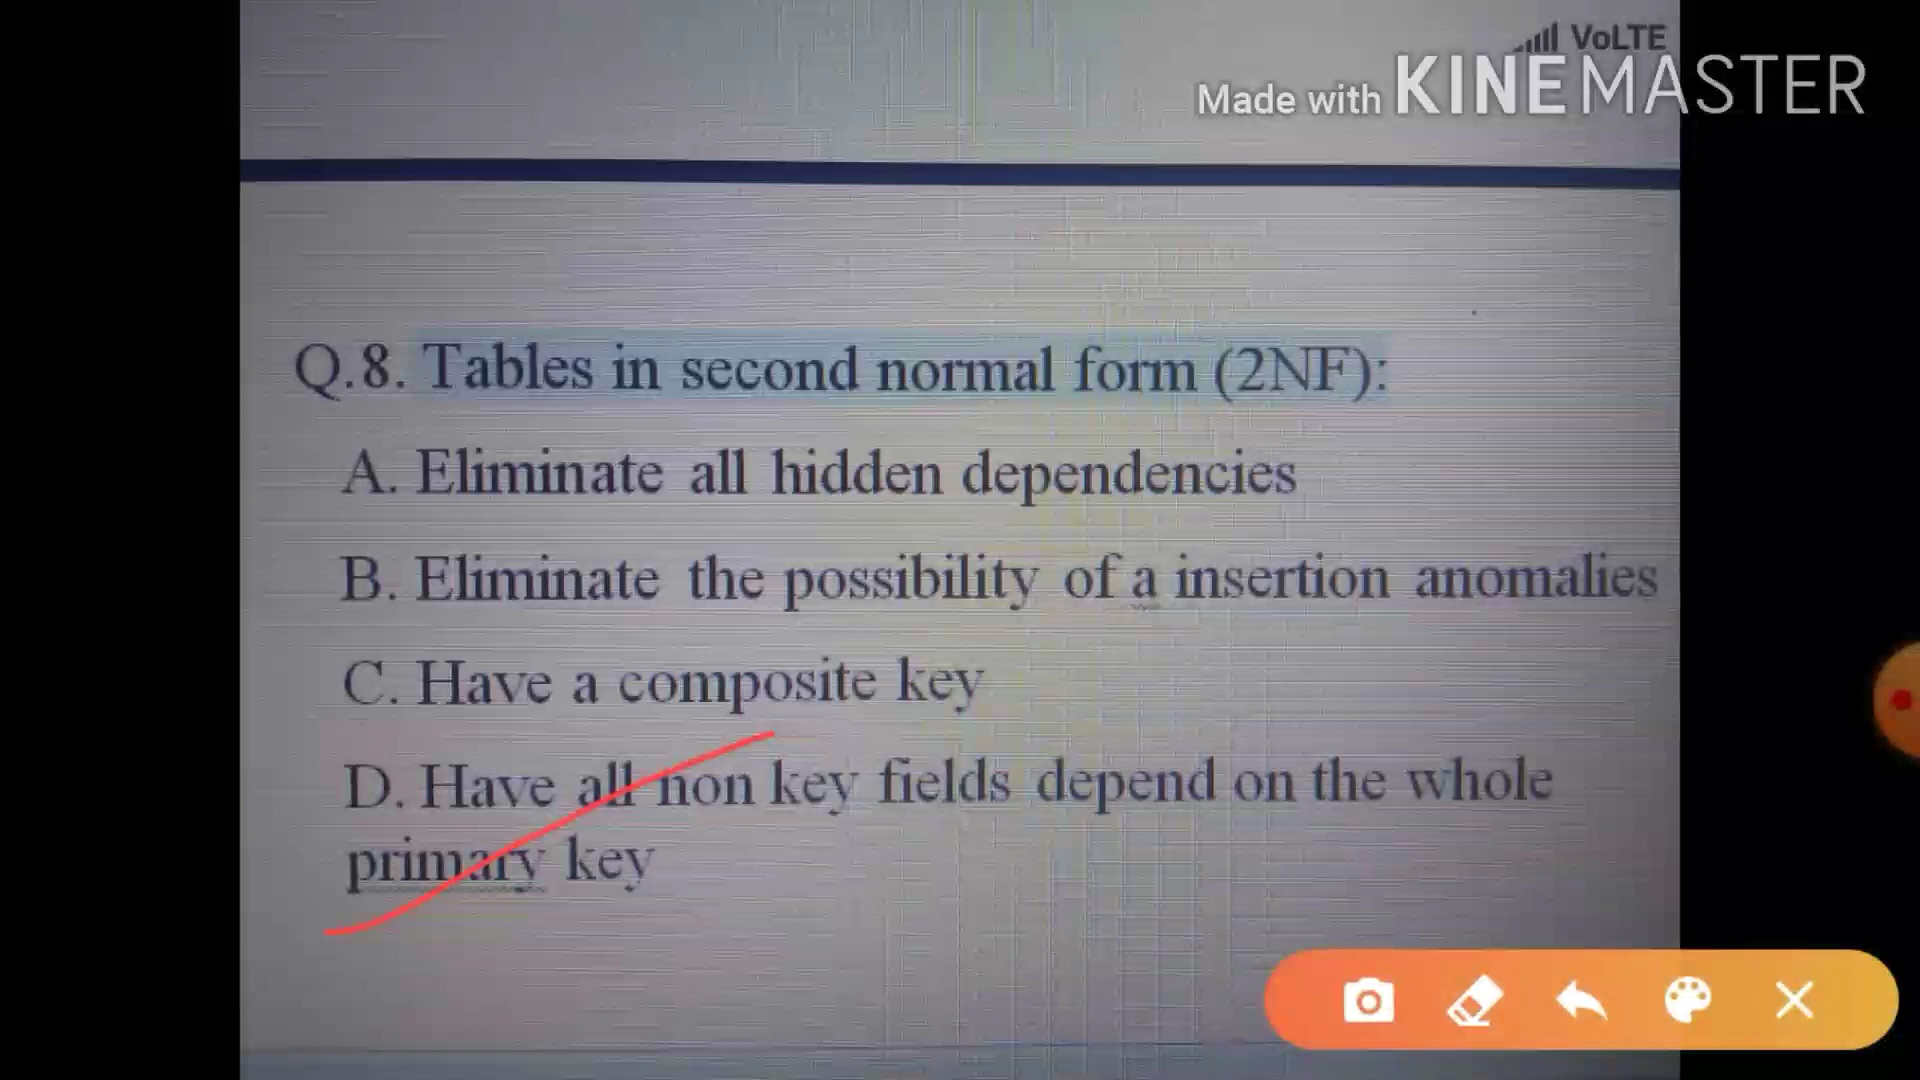 VoLTE
Made with KINEMASTER
Q.8. Tables in second normal form (2NF):
A. Eliminate all hidden dependencies
B. Eliminate the possibility of a insertion anomalies
C. Have a composite key
D. Have all non key fields depend on the whole
primary key